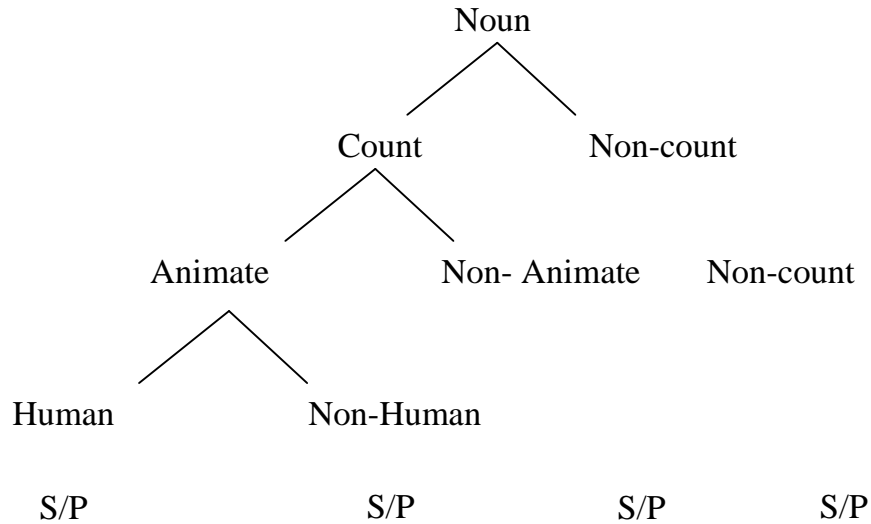 Noun
Count Non-count
Animate Non- Animate Non-count
Human Non-Human
S/P S/P S/P S/P